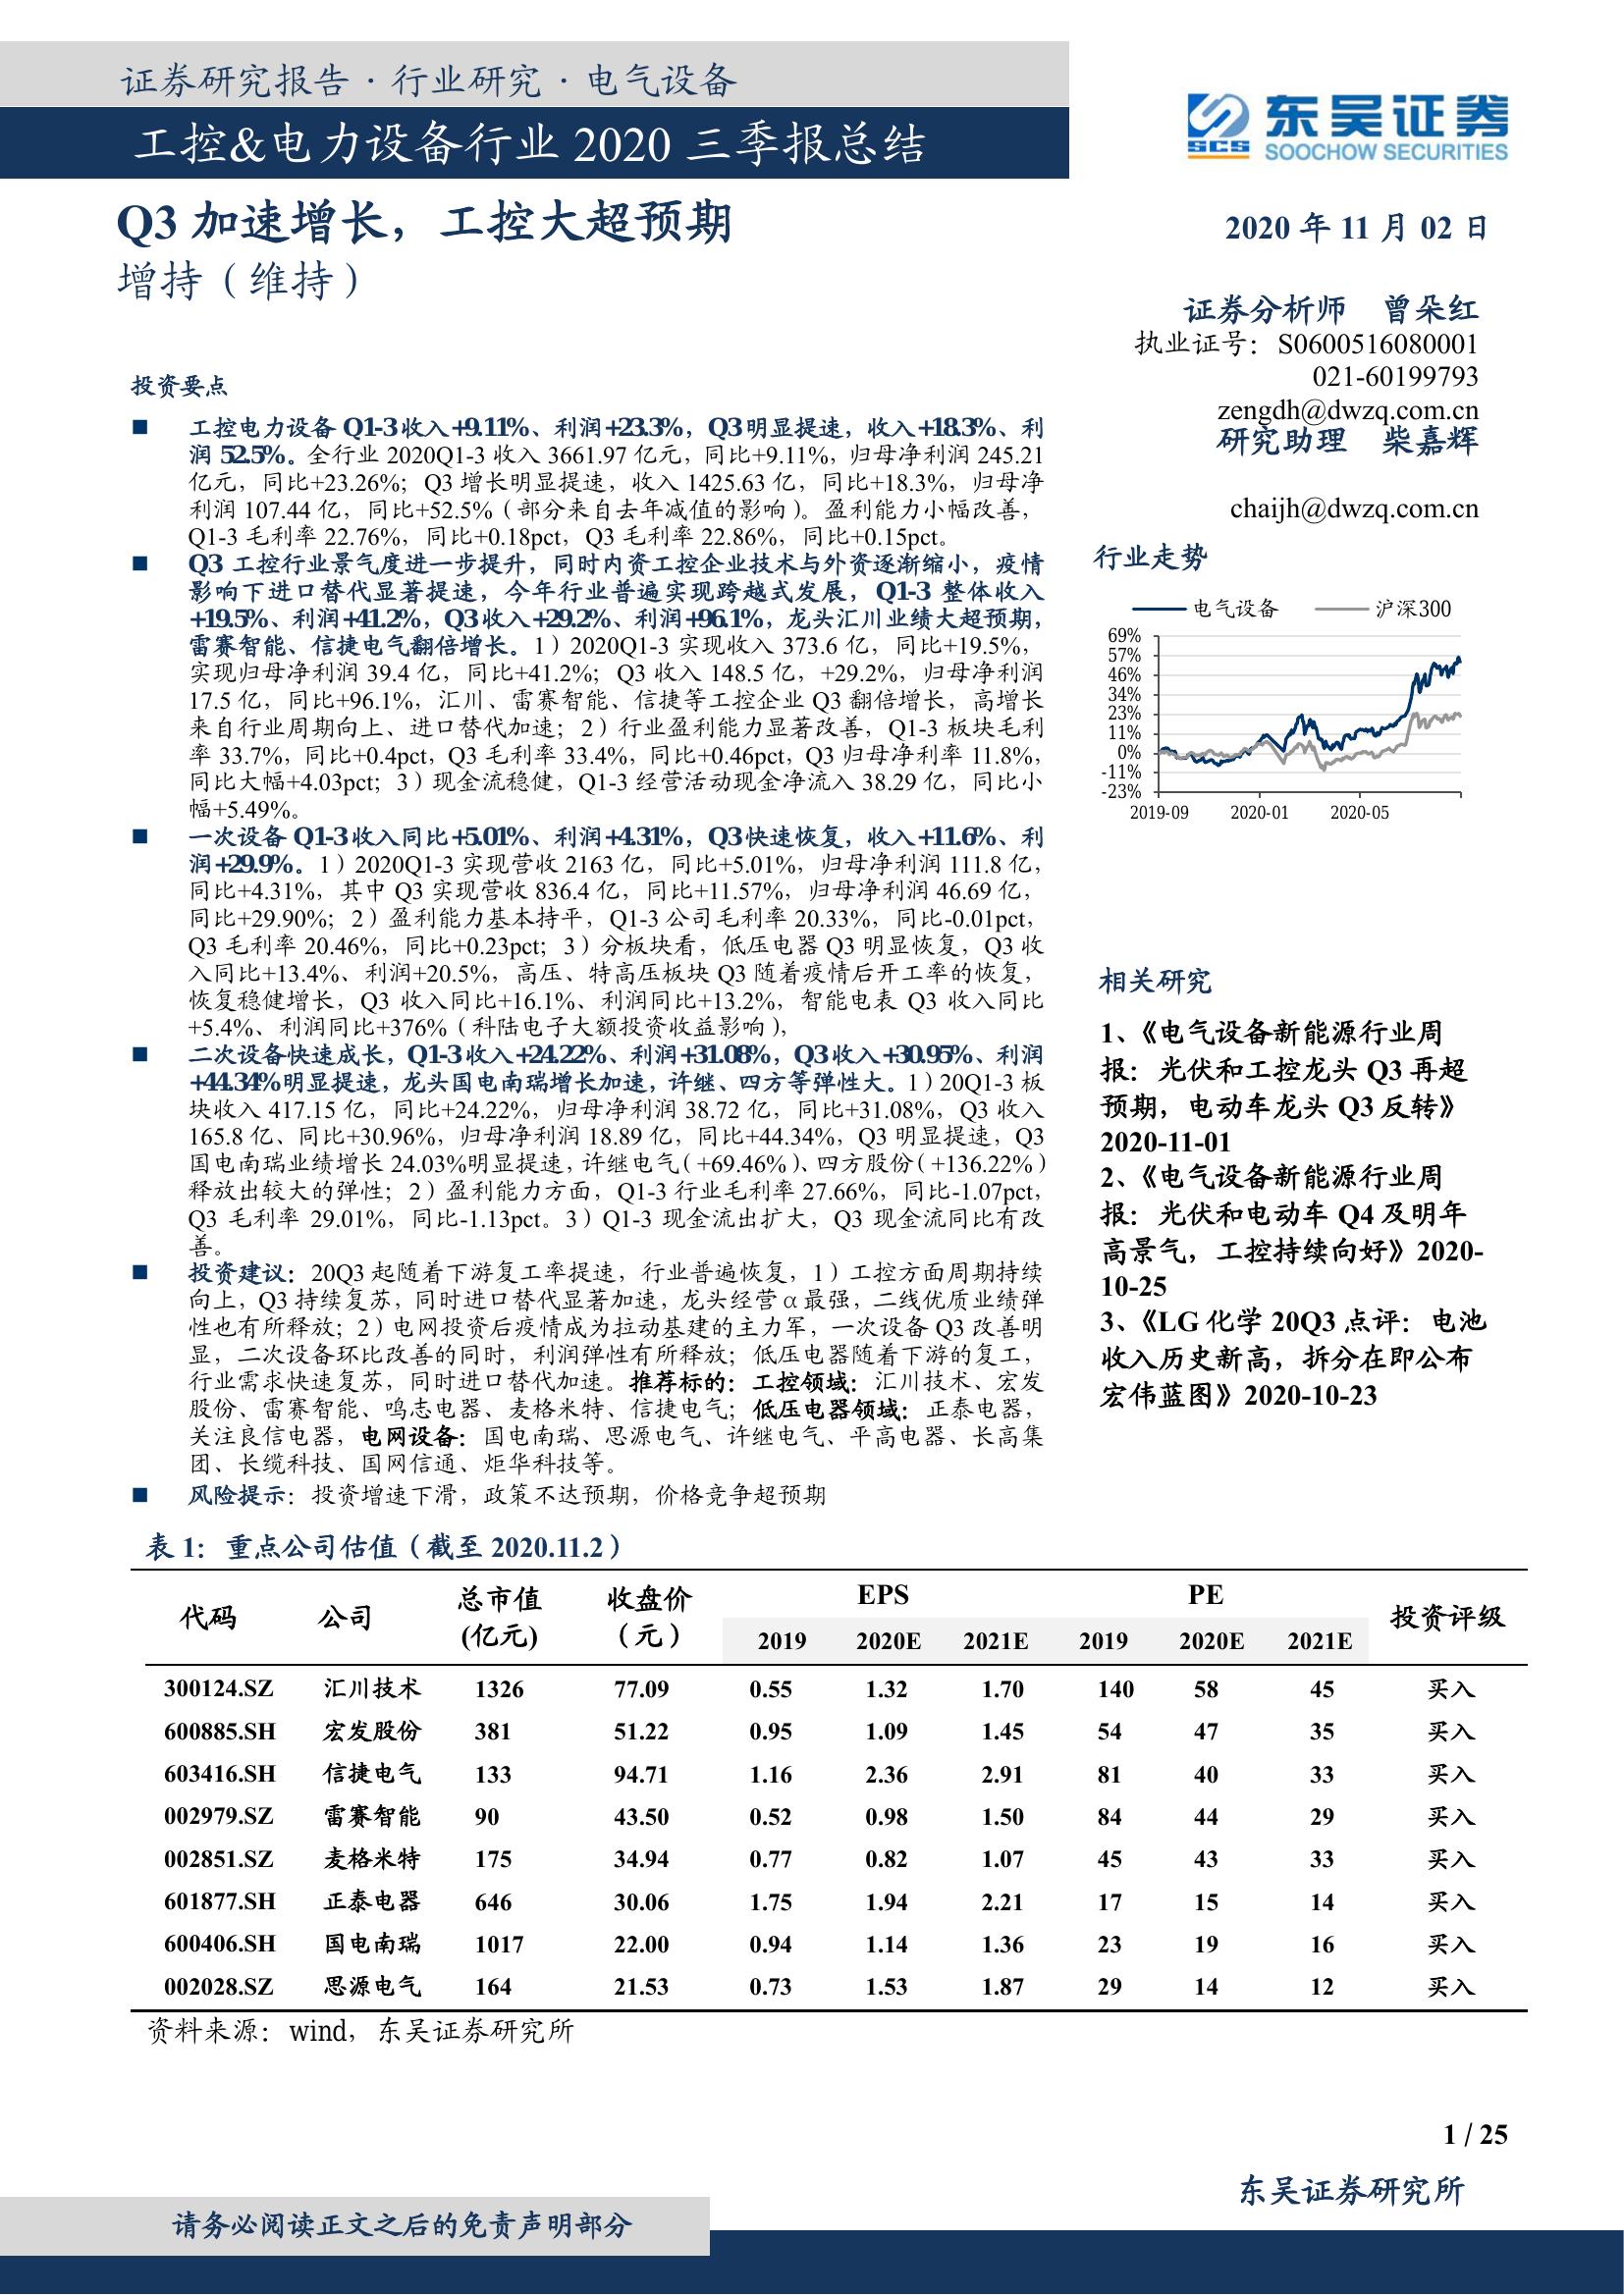 证券研究报告 · 行业研究 · 电气设备
工控&电力设备行业 2020 三季报总结
东吴证券
SCS
SOOCHOW SECURITIES
Q3 加速增长，工控大超预期
增持（维持）
2020 年 11 月 02 日
证券分析师 曾朵红
执业证号：S0600516080001
021-60199793
zengdh@dwzq.com.cn
研究助理 柴嘉辉
chaijh@dwzq.com.cn
投资要点
■ 工控电力设备 Q1-3 收入+9.11%、利润+23.3%，Q3 明显提速，收入+18.3%、利
润 52.5%。全行业 2020Q1-3 收入 3661.97 亿元，同比+9.11%，归母净利润 245.21
亿元，同比+23.26%；Q3 增长明显提速，收入 1425.63 亿，同比+18.3%，归母净
利润 107.44 亿，同比+52.5%（部分来自去年减值的影响）。盈利能力小幅改善，
Q1-3 毛利率 22.76%，同比+0.18pct，Q3 毛利率 22.86%，同比+0.15pct。
■ Q3 工控行业景气度进一步提升，同时内资工控企业技术与外资逐渐缩小，疫情
影响下进口替代显著提速，今年行业普遍实现跨越式发展，Q1-3 整体收入
+19.5%、利润+41.2%，Q3 收入+29.2%、利润+96.1%，龙头汇川业绩大超预期，
雷赛智能、信捷电气翻倍增长。1）2020Q1-3 实现收入 373.6 亿，同比+19.5%，
实现归母净利润 39.4 亿，同比+41.2%；Q3 收入 148.5 亿，+29.2%，归母净利润
17.5 亿，同比+96.1%，汇川、雷赛智能、信捷等工控企业 Q3 翻倍增长，高增长
来自行业周期向上、进口替代加速；2）行业盈利能力显著改善，Q1-3 板块毛利
率 33.7%，同比+0.4pct，Q3 毛利率 33.4%，同比+0.46pct，Q3 归母净利率 11.8%，
同比大幅+4.03pct；3）现金流稳健，Q1-3 经营活动现金净流入 38.29 亿，同比小
幅+5.49%。
■ 一次设备 Q1-3 收入同比+5.01%、利润+4.31%，Q3 快速恢复，收入+11.6%、利
润+29.9%。1）2020Q1-3 实现营收 2163 亿，同比+5.01%，归母净利润 111.8 亿，
同比+4.31%，其中 Q3 实现营收 836.4 亿，同比+11.57%，归母净利润 46.69 亿，
同比+29.90%；2）盈利能力基本持平，Q1-3 公司毛利率 20.33%，同比-0.01pct，
Q3 毛利率 20.46%，同比+0.23pct；3）分板块看，低压电器 Q3 明显恢复，Q3 收
入同比+13.4%、利润+20.5%，高压、特高压板块 Q3 随着疫情后开工率的恢复，
恢复稳健增长，Q3 收入同比+16.1%、利润同比+13.2%，智能电表 Q3 收入同比
+5.4%、利润同比+376%（科陆电子大额投资收益影响），
■ 二次设备快速成长，Q1-3 收入+24.22%、利润+31.08%，Q3 收入+30.95%、利润
+44.34%明显提速，龙头国电南瑞增长加速，许继、四方等弹性大。1）20Q1-3 板
块收入 417.15 亿，同比+24.22%，归母净利润 38.72 亿，同比+31.08%，Q3 收入
165.8 亿、同比+30.96%，归母净利润 18.89 亿，同比+44.34%，Q3 明显提速，Q3
国电南瑞业绩增长 24.03%明显提速，许继电气（+69.46%）、四方股份（+136.22%）
释放出较大的弹性；2）盈利能力方面，Q1-3 行业毛利率 27.66%，同比-1.07pct，
Q3 毛利率 29.01%，同比-1.13pct。3）Q1-3 现金流出扩大，Q3 现金流同比有改
善。
■ 投资建议：20Q3 起随着下游复工率提速，行业普遍恢复，1）工控方面周期持续
向上，Q3 持续复苏，同时进口替代显著加速，龙头经营α最强，二线优质业绩弹
性也有所释放；2）电网投资后疫情成为拉动基建的主力军，一次设备 Q3 改善明
显，二次设备环比改善的同时，利润弹性有所释放；低压电器随着下游的复工，
行业需求快速复苏，同时进口替代加速。推荐标的：工控领域：汇川技术、宏发
股份、雷赛智能、鸣志电器、麦格米特、信捷电气；低压电器领域：正泰电器，
关注良信电器，电网设备：国电南瑞、思源电气、许继电气、平高电器、长高集
团、长缆科技、国网信通、炬华科技等。
■ 风险提示：投资增速下滑，政策不达预期，价格竞争超预期
行业走势
电气设备 沪深300
69%
57%
46%
34%
23%
11%
0%
-11%
-23%
2019-09 2020-01 2020-05
相关研究
1、《电气设备新能源行业周
报：光伏和工控龙头 Q3 再超
预期，电动车龙头 Q3 反转》
2020-11-01
2、《电气设备新能源行业周
报：光伏和电动车 Q4 及明年
高景气，工控持续向好》2020-
10-25
3、《LG 化学 20Q3 点评：电池
收入历史新高，拆分在即公布
宏伟蓝图》2020-10-23
表 1：重点公司估值（截至 2020.11.2）
代码 公司 总市值(亿元) 收盘价（元） EPS PE 投资评级
2019 2020E 2021E 2019 2020E 2021E
300124.SZ 汇川技术 1326 77.09 0.55 1.32 1.70 140 58 45 买入
600885.SH 宏发股份 381 51.22 0.95 1.09 1.45 54 47 35 买入
603416.SH 信捷电气 133 94.71 1.16 2.36 2.91 81 40 33 买入
002979.SZ 雷赛智能 90 43.50 0.52 0.98 1.50 84 44 29 买入
002851.SZ 麦格米特 175 34.94 0.77 0.82 1.07 45 43 33 买入
601877.SH 正泰电器 646 30.06 1.75 1.94 2.21 17 15 14 买入
600406.SH 国电南瑞 1017 22.00 0.94 1.14 1.36 23 19 16 买入
002028.SZ 思源电气 164 21.53 0.73 1.53 1.87 29 14 12 买入
资料来源：wind，东吴证券研究所
1 / 25
东吴证券研究所
请务必阅读正文之后的免责声明部分